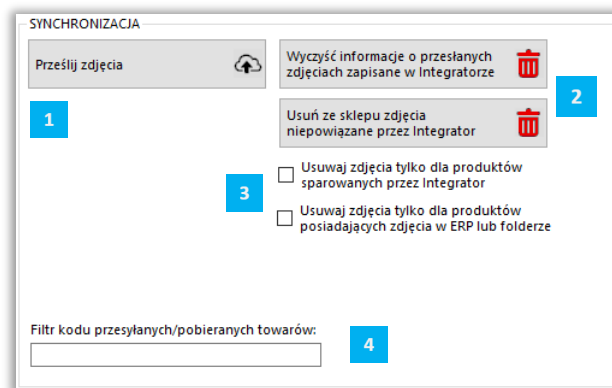 SYNCHRONIZACJA
Prześlij zdjęcia
Wyczyść informacje o przesłanych
zdjęciach zapisane w Integratorze
1
2
Usuń ze sklepu zdjęcia
niepowiązane przez Integrator
3
Usuwaj zdjęcia tylko dla produktów
sparowanych przez Integrator
Usuwaj zdjęcia tylko dla produktów
posiadających zdjęcia w ERP lub folderze
Filtr kodu przesyłanych/pobieranych towarów:
4